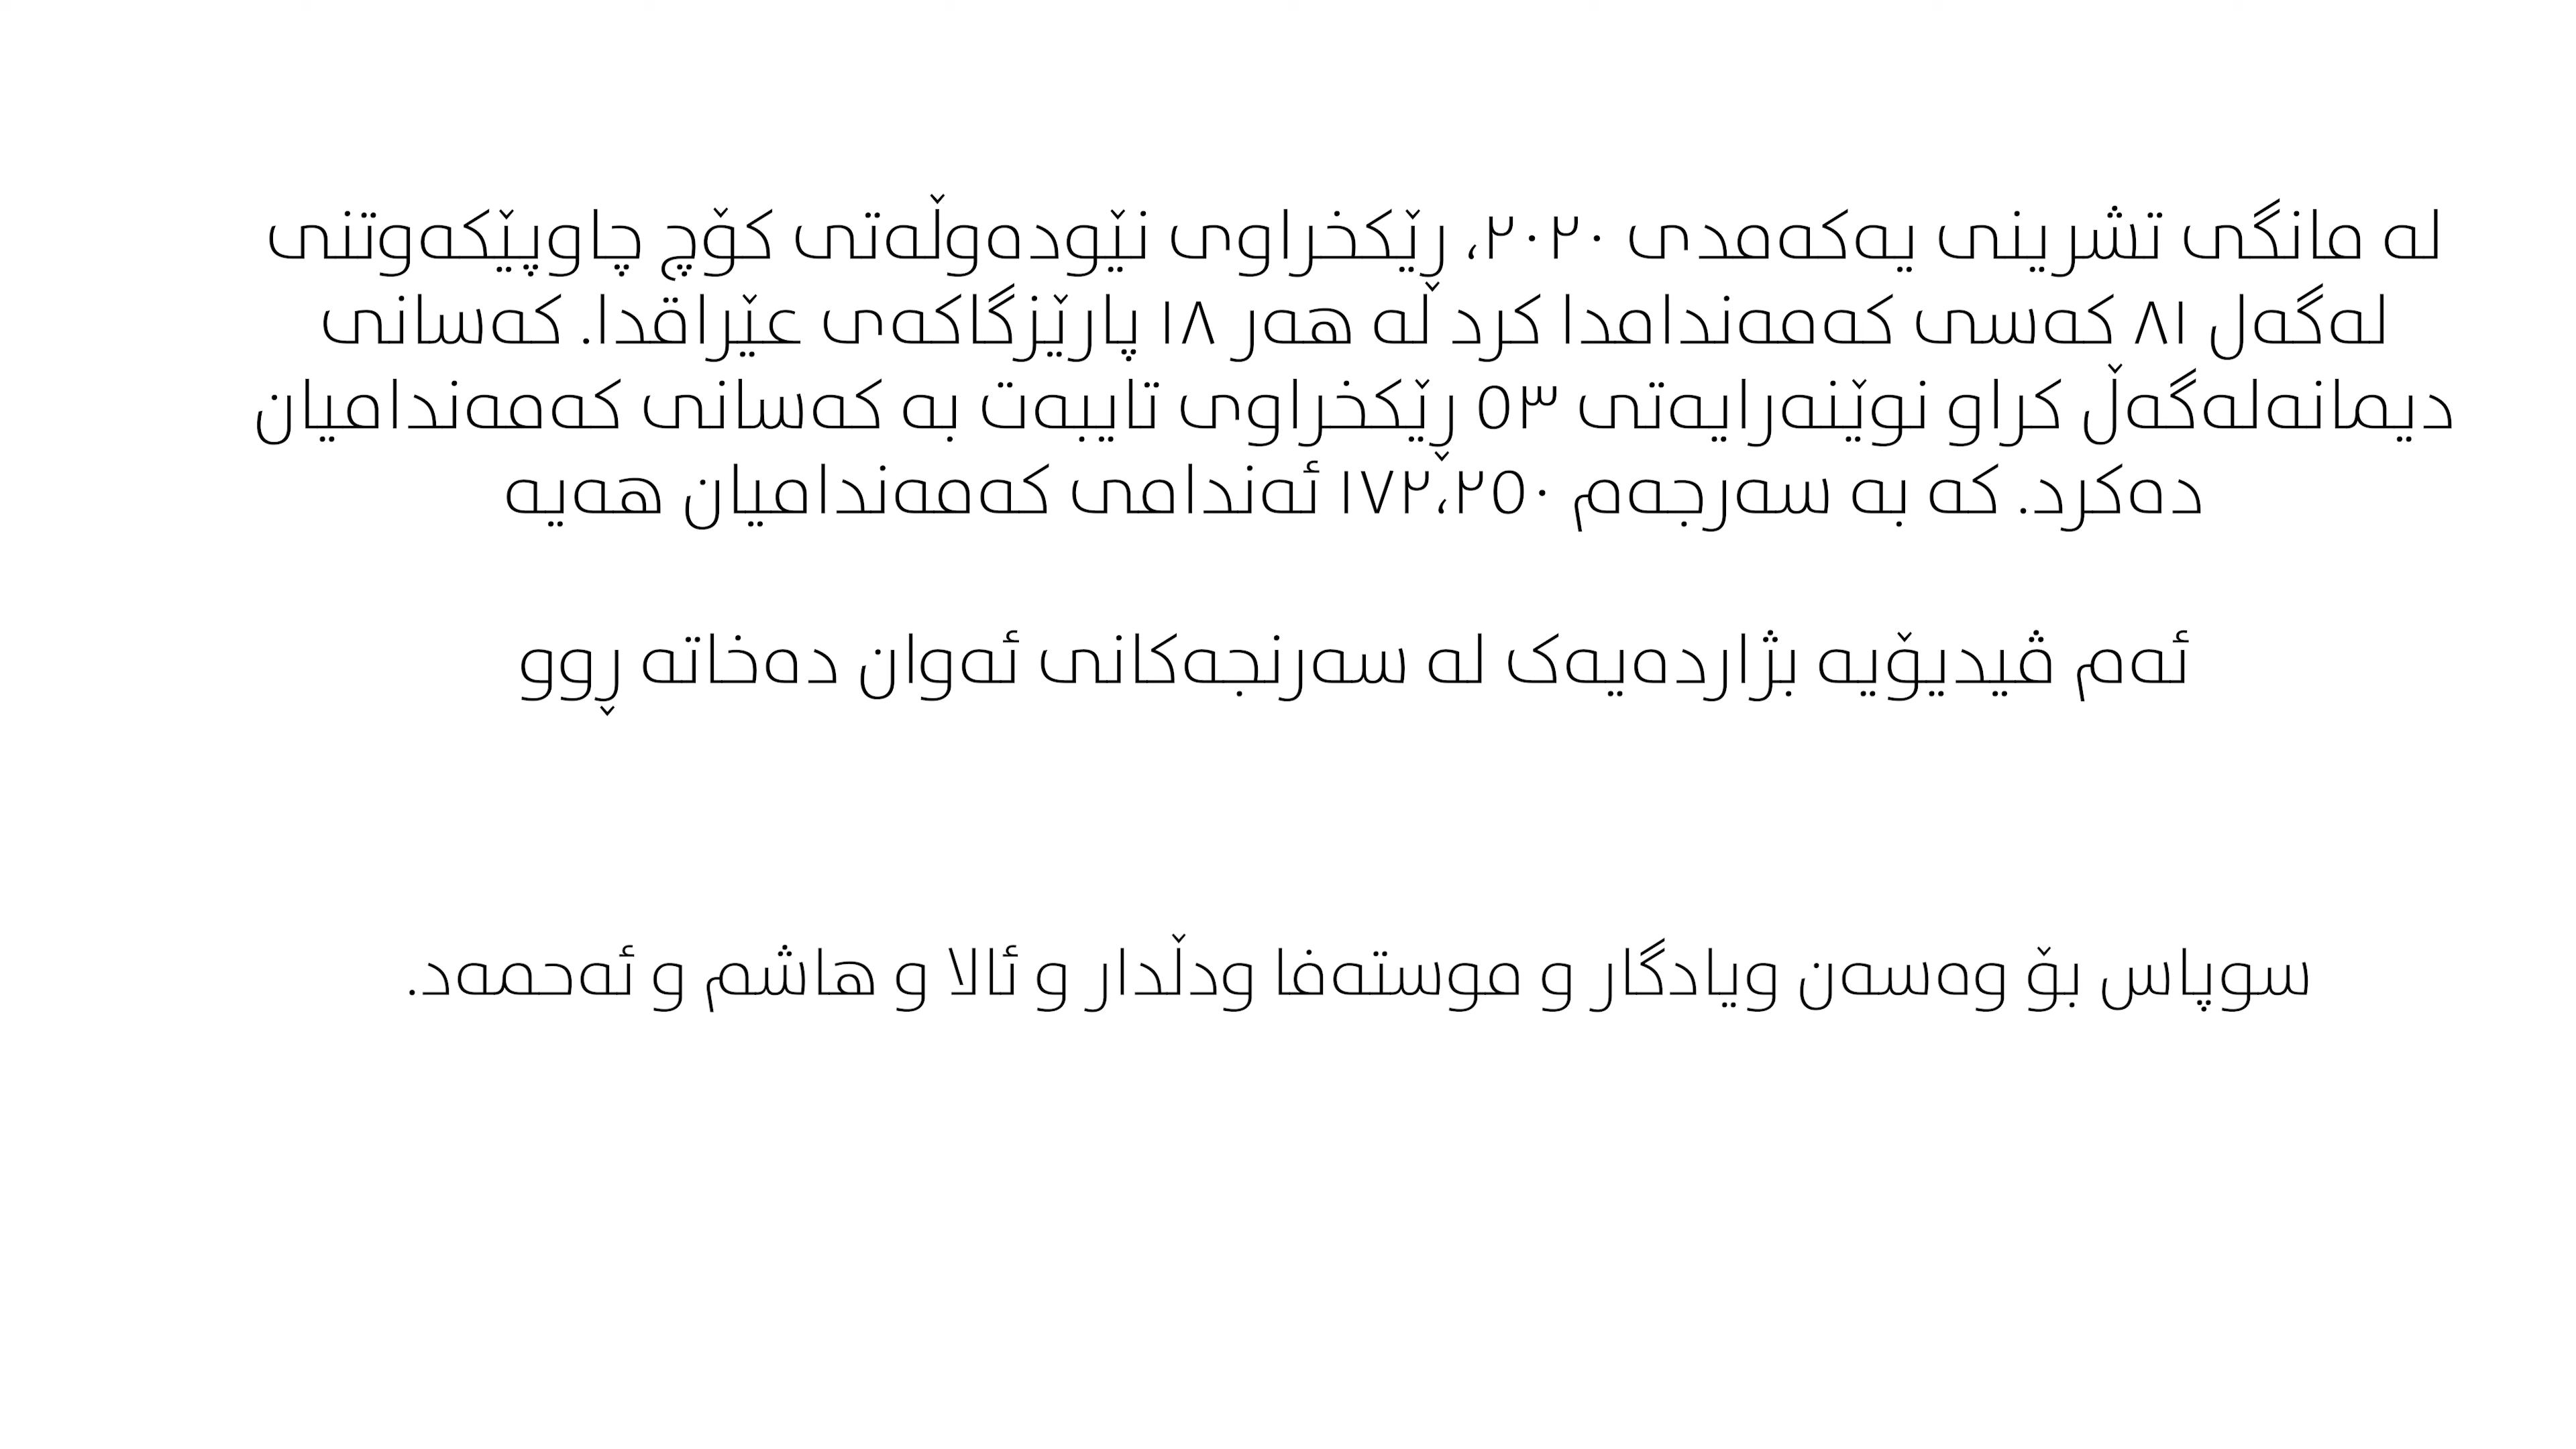 لە مانگی تشرینی یەکەمدی ٢٠٢٠، ڕێکخراوی نێودەوڵەتی کۆچ چاوپێکەوتنی
لەگەل ٨١ کەسی کەمەندامدا کرد لە هەر ١٨ پارێزگاکەی عێراقدا. کەسانی
دیمانەلەگەڵ کراو نوێنەرایەتی ٥٣ ڕێکخراوی تایبەت بە کەسانی کەمەندامیان
دەکرد. کە بە سەرجەم ١٧٢،٢٥٠ ئەندامی کەمەندامیان هەیە
ئەم ڤیدیۆیە بژاردەیەک لە سەرنجەکانی ئەوان دەخاتە ڕوو
سوپاس بۆ وەسەن ویادگار و موستەفا ودڵدار و ئالا و هاشم و ئەحمەد.